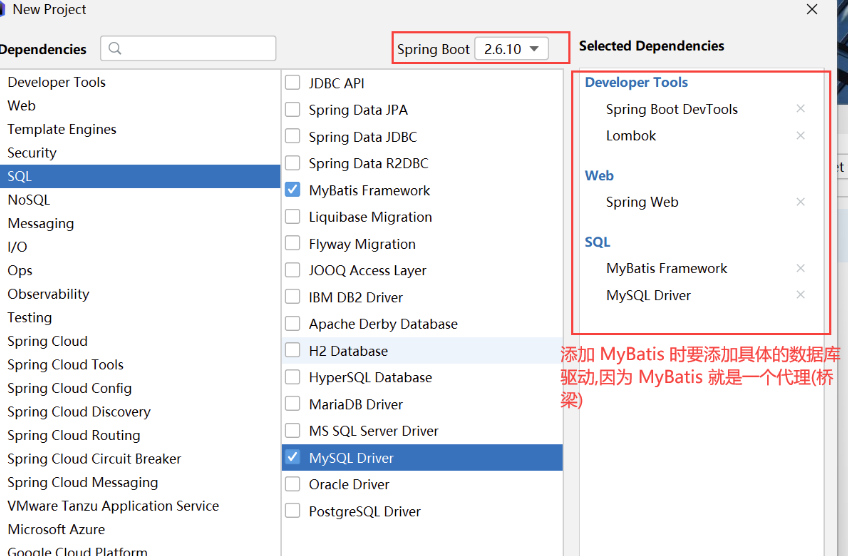 New Project
Dependencies
Spring Boot 2.6.10
Selected Dependencies
Developer Tools
Web
Template Engines
Security
SQL
NoSQL
Messaging
I/O
Ops
Observability
Testing
Spring Cloud
Spring Cloud Tools
Spring Cloud Config
Spring Cloud Discovery
Spring Cloud Routing
Spring Cloud Circuit Breaker
Spring Cloud Messaging
VMware Tanzu Application Service
Microsoft Azure
Google Cloud Platform
JDBC API
Spring Data JPA
Spring Data JDBC
Spring Data R2DBC
MyBatis Framework
Liquibase Migration
Flyway Migration
JOOQ Access Layer
IBM DB2 Driver
Apache Derby Database
H2 Database
HyperSQL Database
MariaDB Driver
MS SQL Server Driver
MySQL Driver
Oracle Driver
PostgreSQL Driver
Developer Tools
Spring Boot DevTools
Lombok
Web
Spring Web
SQL
MyBatis Framework
MySQL Driver
添加 MyBatis 时要添加具体的数据库
驱动,因为 MyBatis 就是一个代理(桥
梁)